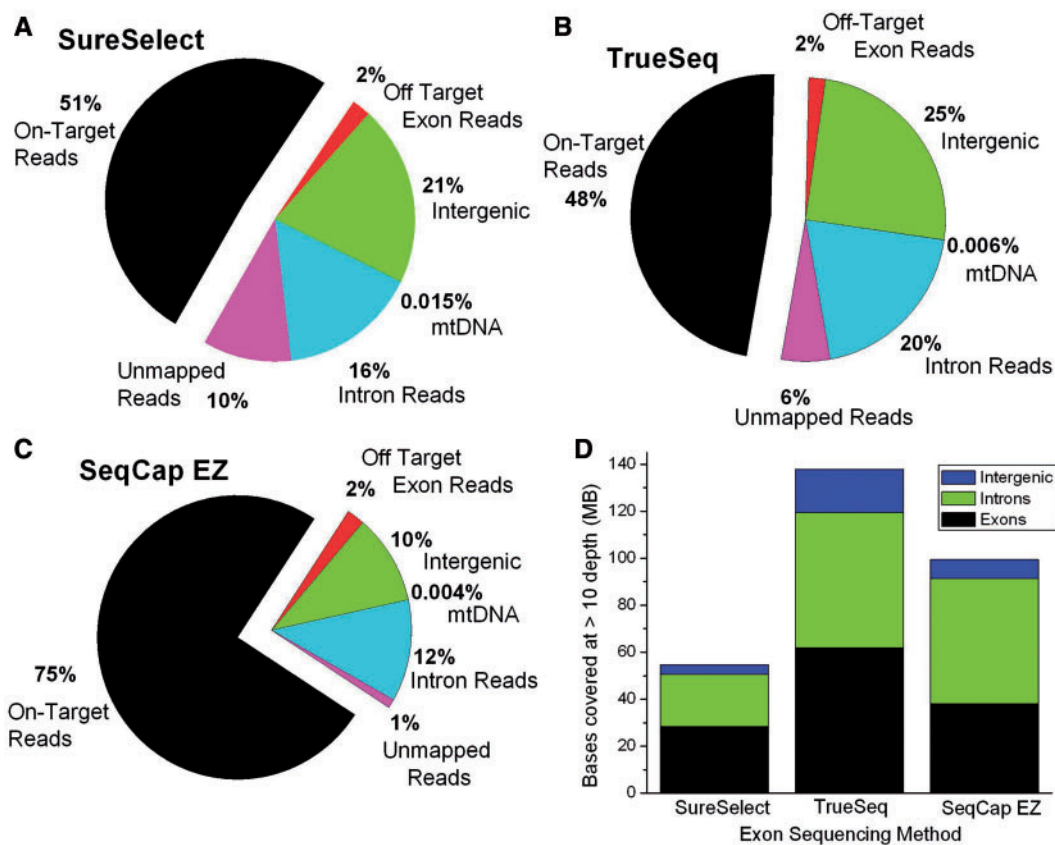 A
SureSelect
51%
On-Target
Reads
2%
Off Target
Exon Reads
21%
Intergenic
0.015%
mtDNA
16%
Intron Reads
Unmapped
Reads
10%
B
TrueSeq
Off-Target
2%
Exon Reads
On-Target
Reads
48%
25%
Intergenic
0.006%
mtDNA
20%
Intron Reads
6%
Unmapped Reads
C
SeqCap EZ
Off Target
2%
Exon Reads
10%
Intergenic
0.004%
mtDNA
12%
Intron Reads
1%
Unmapped
Reads
75%
On-Target
Reads
D
Bases covered at > 10 depth (MB)
140
120
100
80
60
40
20
0
Intergenic
Introns
Exons
SureSelect
TrueSeq
SeqCap EZ
Exon Sequencing Method